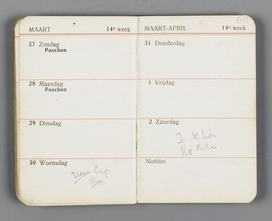 MAART 14e week
27 Zondag
Paschen
28 Maandag
Paschen
29 Dinsdag
30 Woensdag
MAART-APRIL 14e week
31 Donderdag
1 Vrijdag
2 Zaterdag
Notities